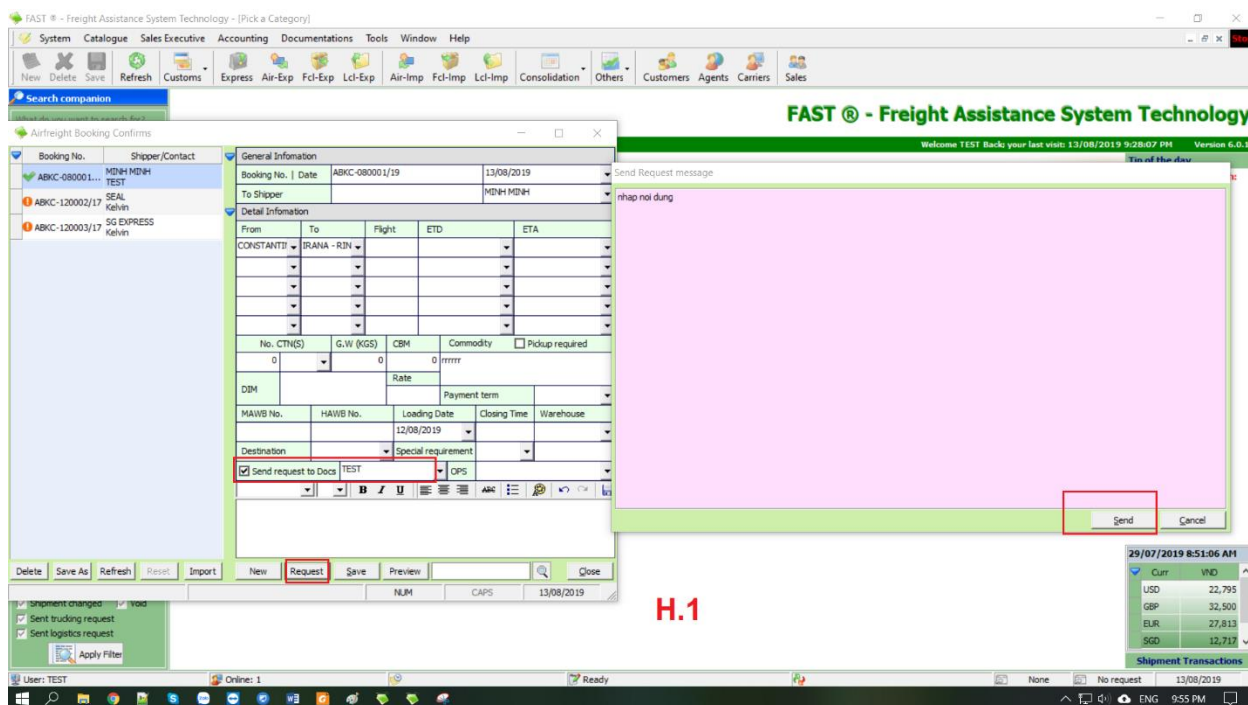 FAST ® - Freight Assistance System Technology - [Pick a Category]
System Catalogue Sales Executive Accounting Documentations Tools Window Help
New Delete Save Refresh Customs Express Air-Exp Fcl-Exp Lcl-Exp Air-Imp Fcl-Imp Lcl-Imp Consolidation Others Customers Agents Carriers Sales
Search companion
FAST ® - Freight Assistance System Technology
Welcome TEST Back; your last visit: 13/08/2019 9:28:07 PM Version 6.0.1
Tip of the day
Airfreight Booking Confirms
Booking No. Shipper/Contact
ABKC-080001... MINH MINH
TEST
ABKC-120002/17 SEAL
Kelvin
ABKC-120003/17 SG EXPRESS
Kelvin
General Infomation
Booking No. | Date ABKC-080001/19 13/08/2019
To Shipper MINH MINH
Detail Infomation
From To Flight ETD ETA
CONSTANTI IRANA - RIN
No. CTN(S) G.W (KGS) CBM Commodity Pickup required
0 0 0 rrrrrr
Rate
DIM
Payment term
MAWB No. HAWB No. Loading Date Closing Time Warehouse
12/08/2019
Destination Special requirement
Send request to Docs TEST OPS
B I U ABC
Delete Save As Refresh Reset Import New Request Save Preview Close
NUM CAPS 13/08/2019
Send Request message
nhap noi dung
Send Cancel
H.1
Shipment changed Void
Sent trucking request
Sent logistics request
Apply Filter
29/07/2019 8:51:06 AM
Curr VND
USD 22,795
GBP 32,500
EUR 27,813
SGD 12,717
Shipment Transactions
User: TEST Online: 1 Ready None No request 13/08/2019
ENG 9:55 PM